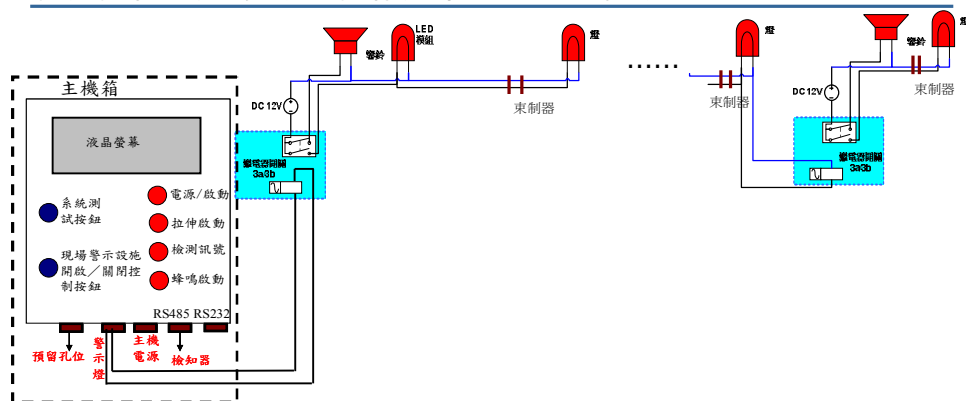 主機箱
液晶螢幕
系統測
試按鈕
現場警示設施
開啟／關閉控
制按鈕
電源/啟動
拉伸啟動
檢測訊號
蜂鳴啟動
RS485 RS232
預留孔位
警
示
燈
主機
電源
檢知器
DC 12V
響鈴
LED
模組
燈
束制器
繼電器開關
3a3b
......
燈
束制器
DC 12V
響鈴
燈
束制器
繼電器開關
3a3b